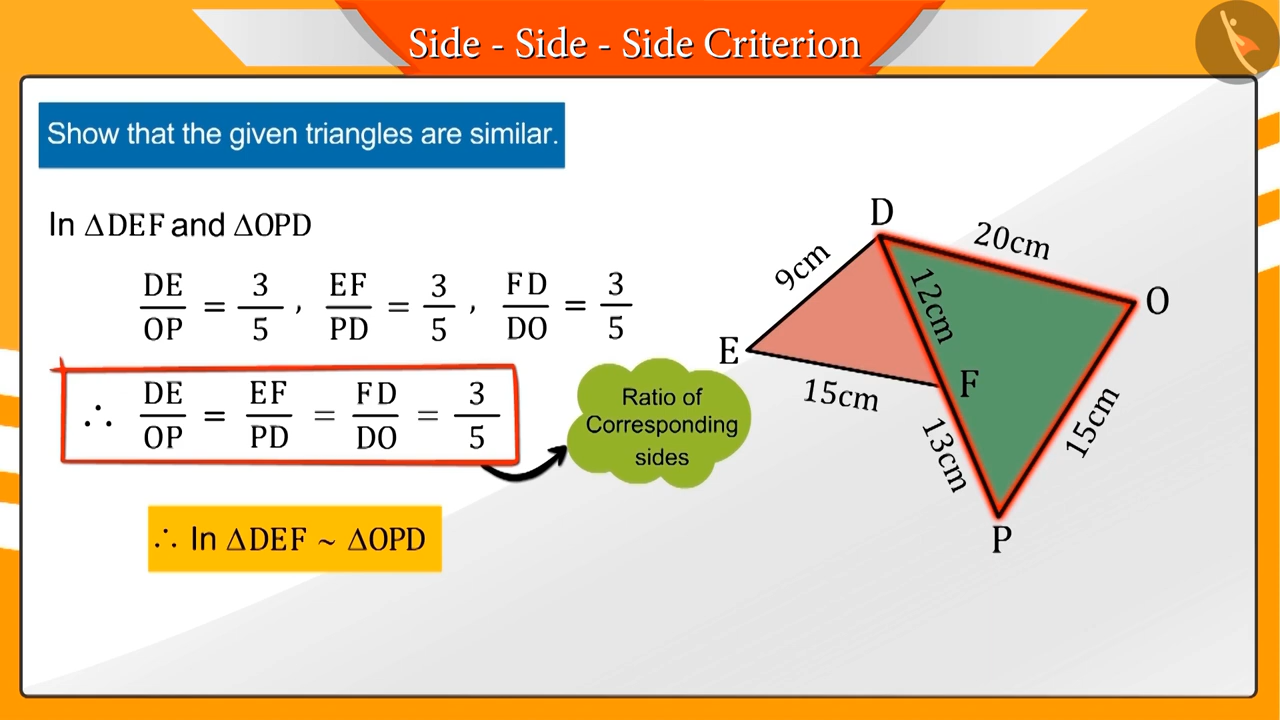 Side - Side - Side Criterion
Show that the given triangles are similar.
In ΔDEF and ΔOPD
DE/OP = 3/5 , EF/PD = 3/5 , FD/DO = 3/5
∴ DE/OP = EF/PD = FD/DO = 3/5
Ratio of
Corresponding
sides
∴ In ΔDEF ~ ΔOPD
D
20cm
9cm
12cm
O
E
F
15cm
15cm
13cm
P